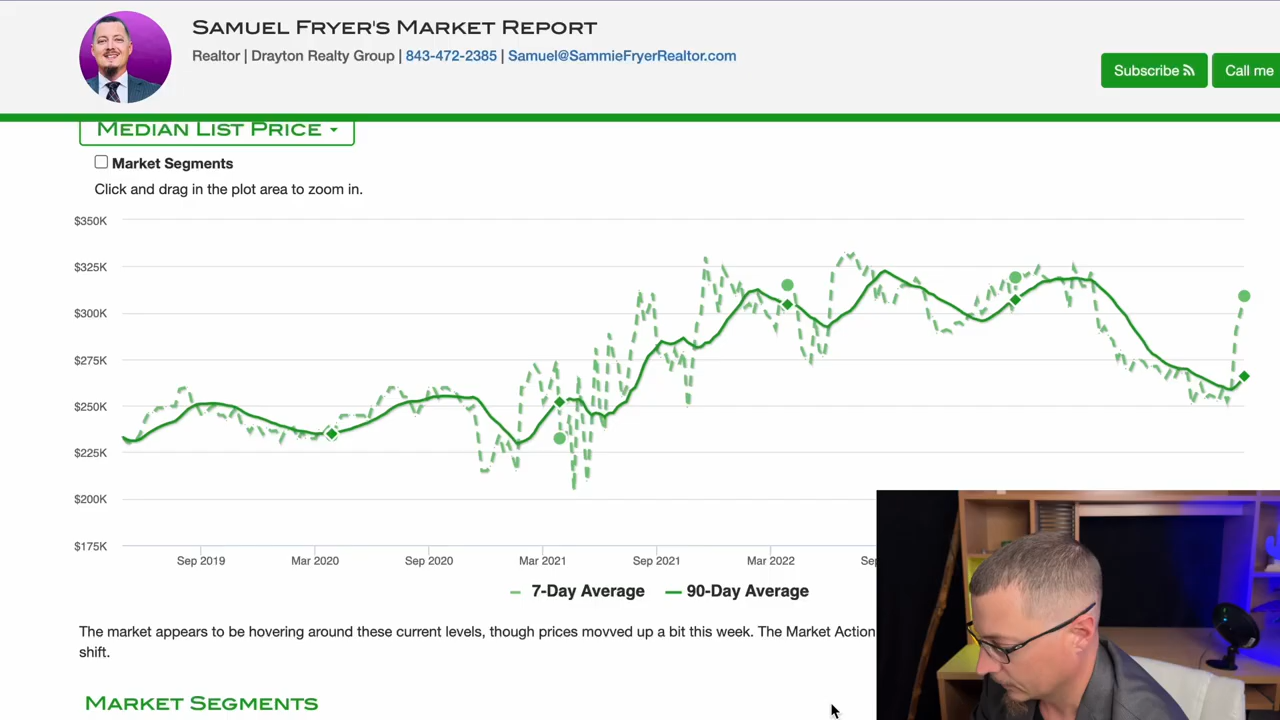 SAMUEL FRYER'S MARKET REPORT
Realtor | Drayton Realty Group | 843-472-2385 | Samuel@SammieFryerRealtor.com
Subscribe
Call me
MEDIAN LIST PRICE
Market Segments
Click and drag in the plot area to zoom in.
$350K
$325K
$300K
$275K
$250K
$225K
$200K
$175K
Sep 2019 Mar 2020 Sep 2020 Mar 2021 Sep 2021 Mar 2022 Sep
7-Day Average 90-Day Average
The market appears to be hovering around these current levels, though prices movved up a bit this week. The Market Action
shift.
MARKET SEGMENTS